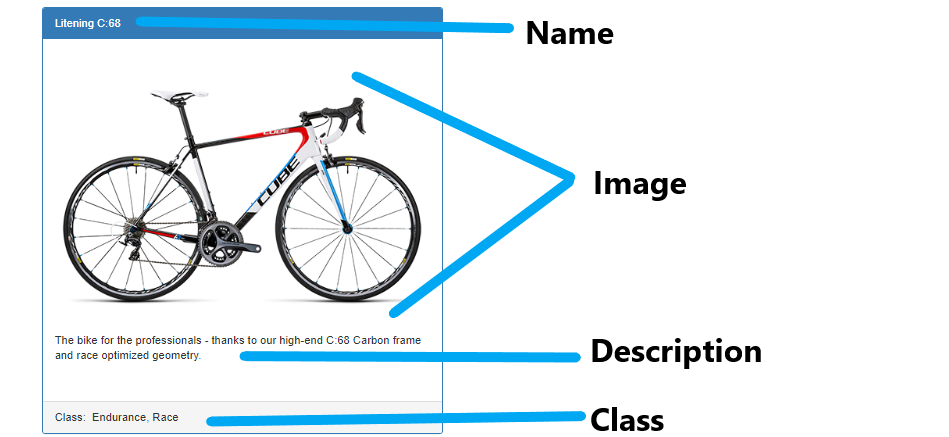 Litening C:68
Name
CUBE
CUBE
Image
The bike for the professionals - thanks to our high-end C:68 Carbon frame
and race optimized geometry.
Description
Class: Endurance, Race
Class